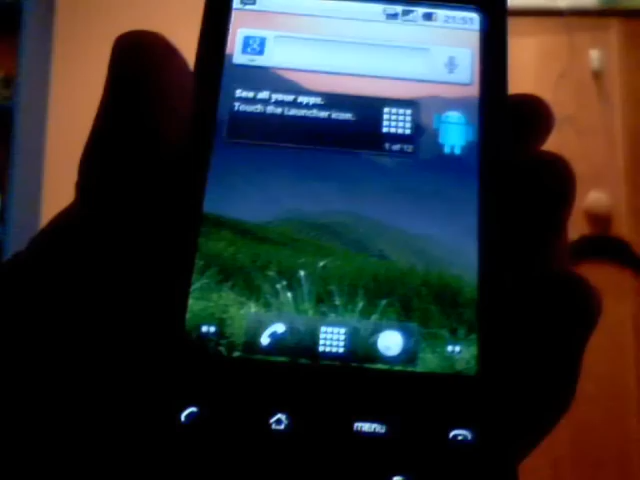 21:51
g
See all your apps.
Touch the Launcher icon.
1 of 12
MENU